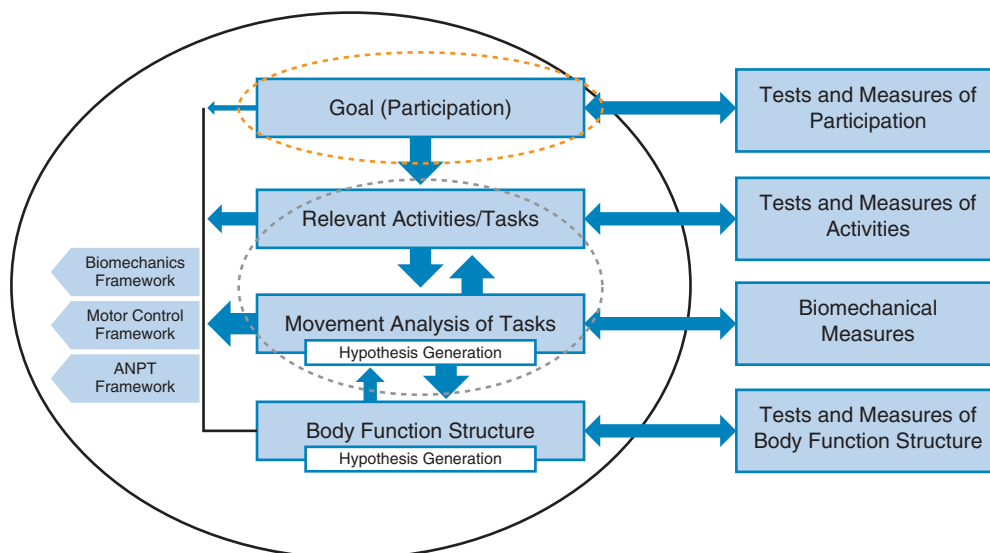 Goal (Participation)
Tests and Measures of
Participation
Relevant Activities/Tasks
Tests and Measures of
Activities
Biomechanics
Framework
Motor Control
Framework
ANPT
Framework
Movement Analysis of Tasks
Hypothesis Generation
Biomechanical
Measures
Body Function Structure
Hypothesis Generation
Tests and Measures of
Body Function Structure